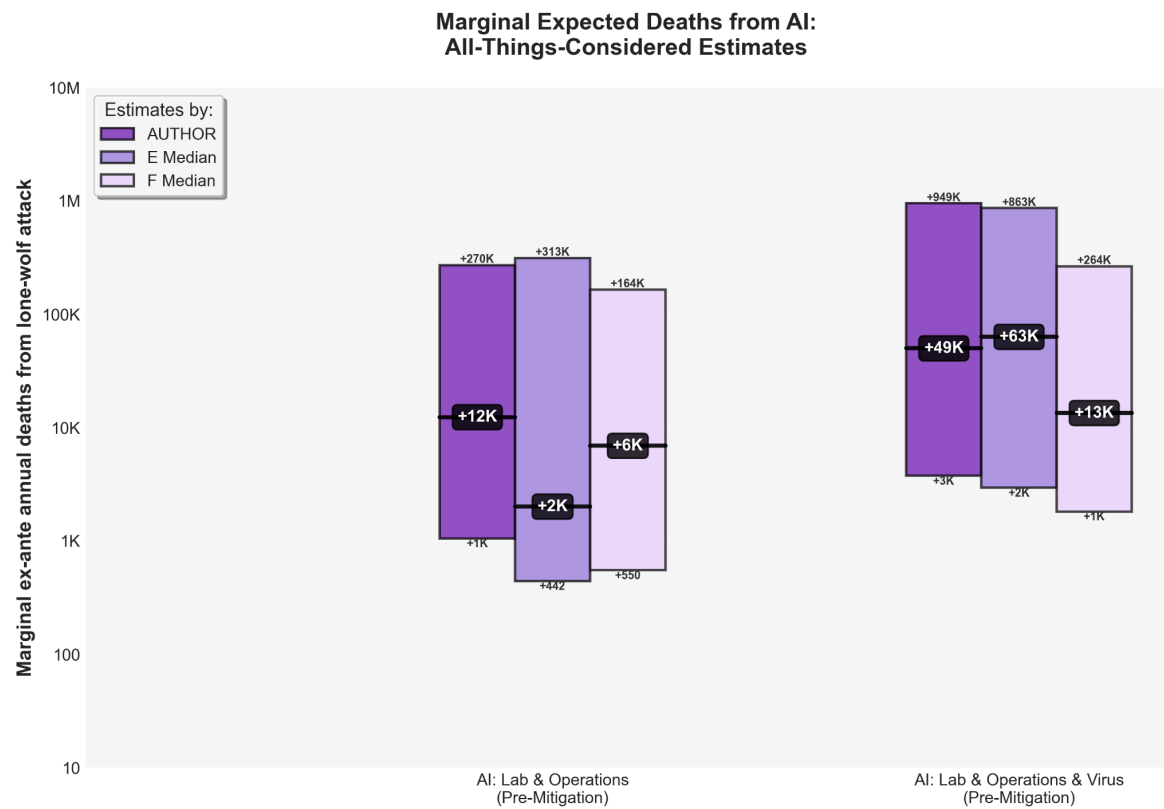 Marginal Expected Deaths from AI:
All-Things-Considered Estimates
Marginal ex-ante annual deaths from lone-wolf attack
10M
1M
100K
10K
1K
100
10
Estimates by:
AUTHOR
E Median
F Median
+270K
+12K
+1K
+313K
+2K
+442
+164K
+6K
+550
+949K
+49K
+3K
+863K
+63K
+2K
+264K
+13K
+1K
AI: Lab & Operations
(Pre-Mitigation)
AI: Lab & Operations & Virus
(Pre-Mitigation)